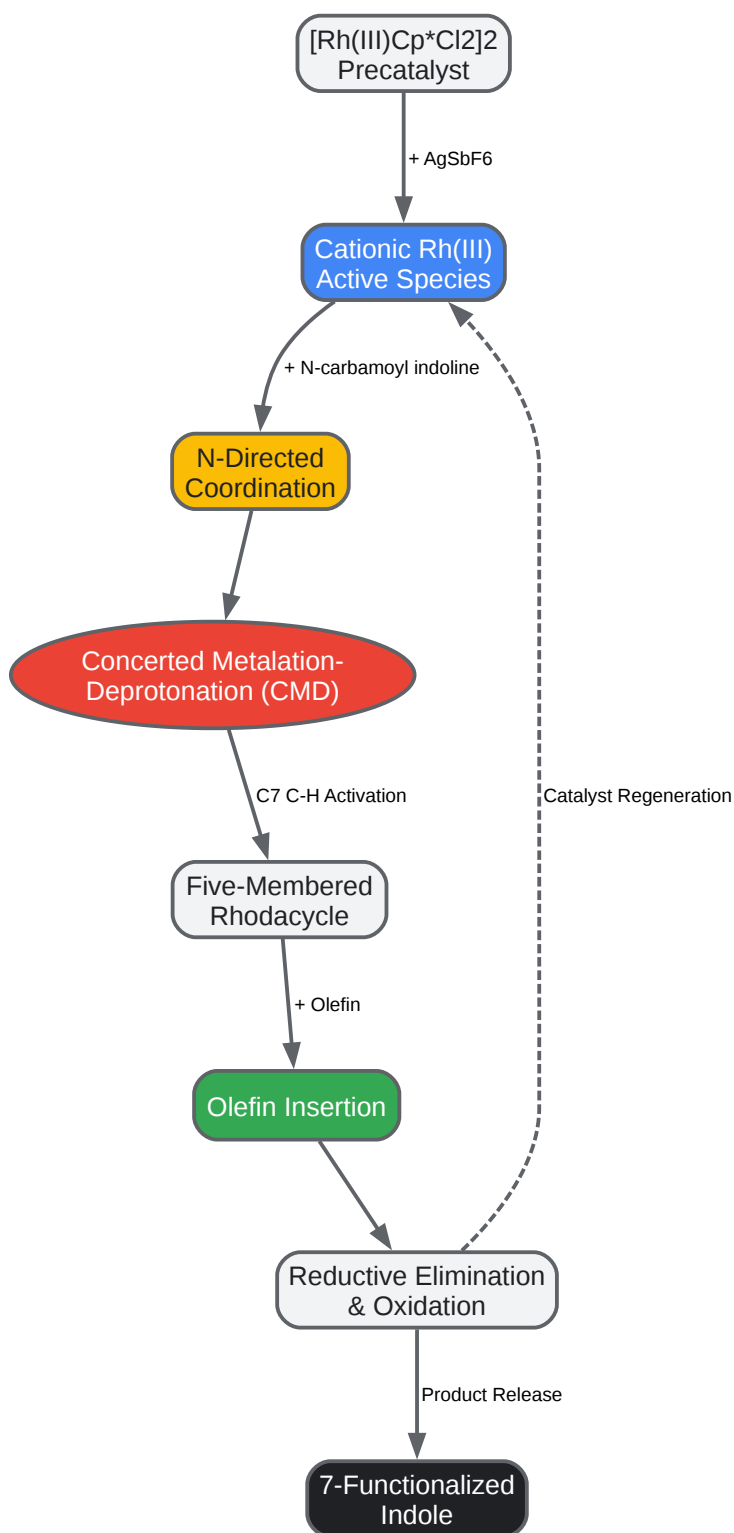 [Rh(III)Cp*Cl2]2
Precatalyst
+ AgSbF6
Cationic Rh(III)
Active Species
+ N-carbamoyl indoline
N-Directed
Coordination
Concerted Metalation-
Deprotonation (CMD)
C7 C-H Activation
Catalyst Regeneration
Five-Membered
Rhodacycle
+ Olefin
Olefin Insertion
Reductive Elimination
& Oxidation
Product Release
7-Functionalized
Indole